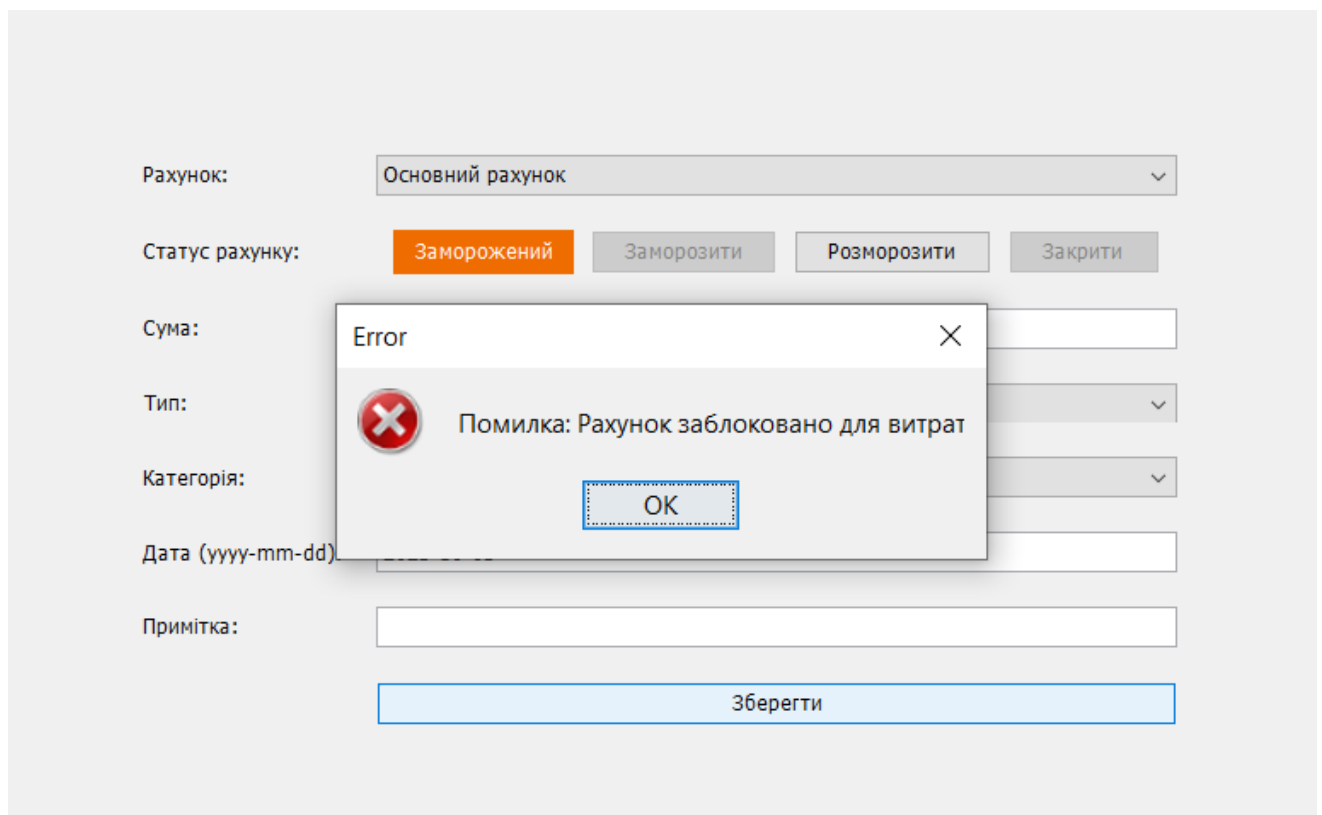 Рахунок: Основний рахунок
Статус рахунку: Заморожений Заморозити Розморозити Закрити
Сума:
Error
Тип:
Помилка: Рахунок заблоковано для витрат
Категорія:
OK
Дата (yyyy-mm-dd)
Примітка:
Зберегти